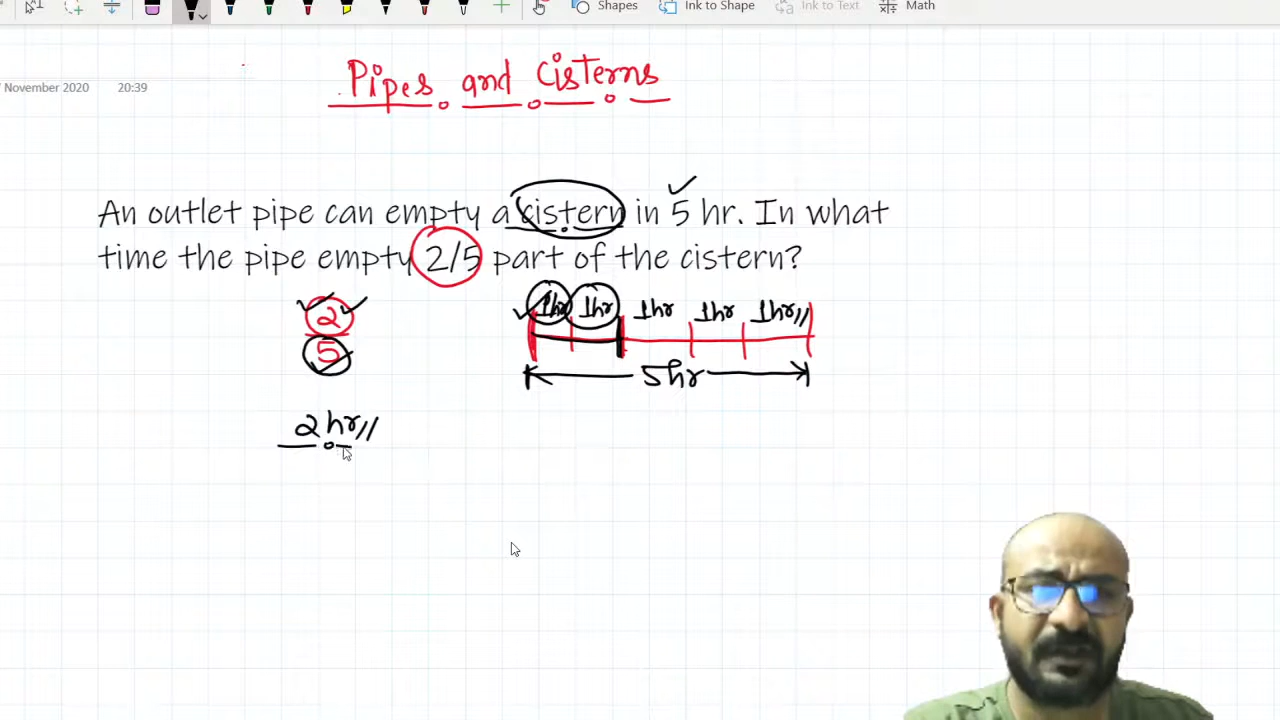 Shapes Ink to Shape Ink to Text Math
November 2020 20:39
Pipes and Cisterns
An outlet pipe can empty a cistern in 5 hr. In what
time the pipe empty 2/5 part of the cistern?
2
5
1hr 1hr 1hr 1hr 1hr
5hr
2hr